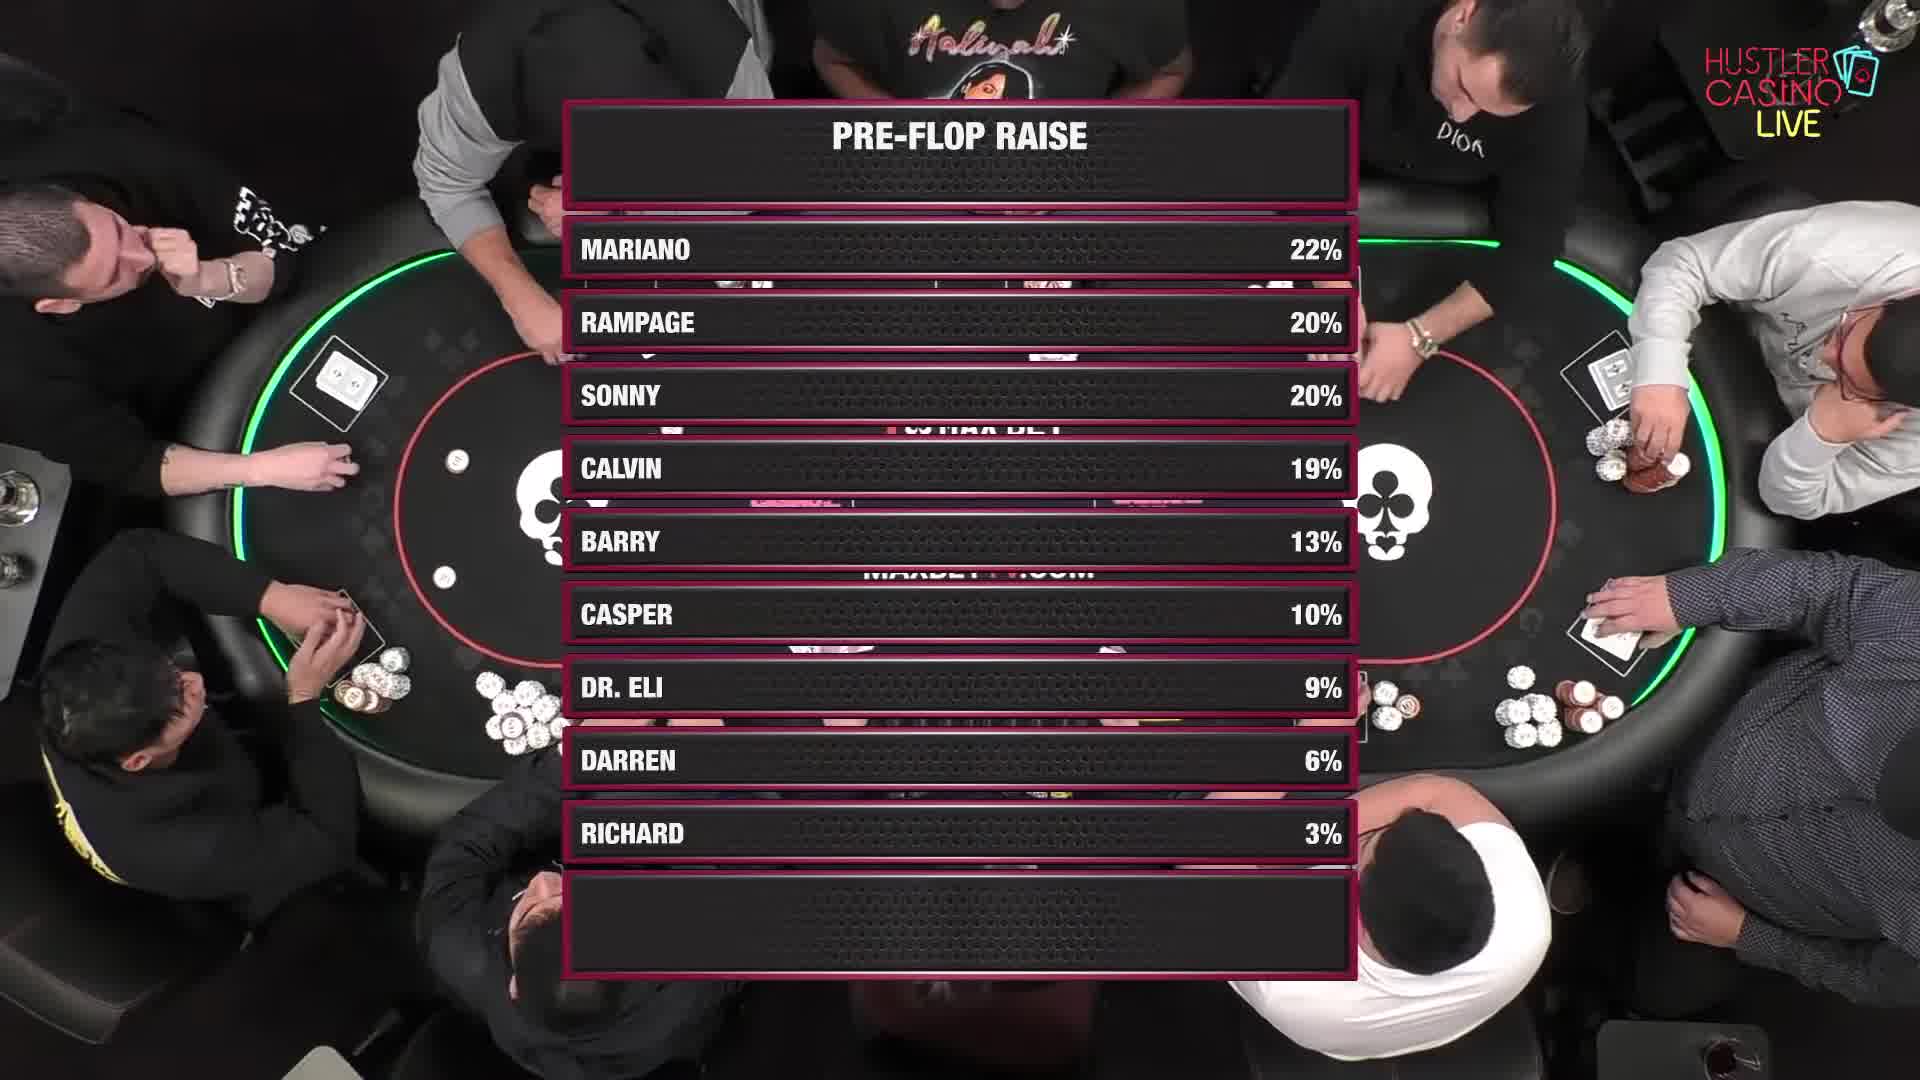 Aaliyah
DIOR
HUSTLER
CASINO
LIVE
PRE-FLOP RAISE
MARIANO 22%
RAMPAGE 20%
SONNY 20%
CALVIN 19%
BARRY 13%
CASPER 10%
DR. ELI 9%
DARREN 6%
RICHARD 3%